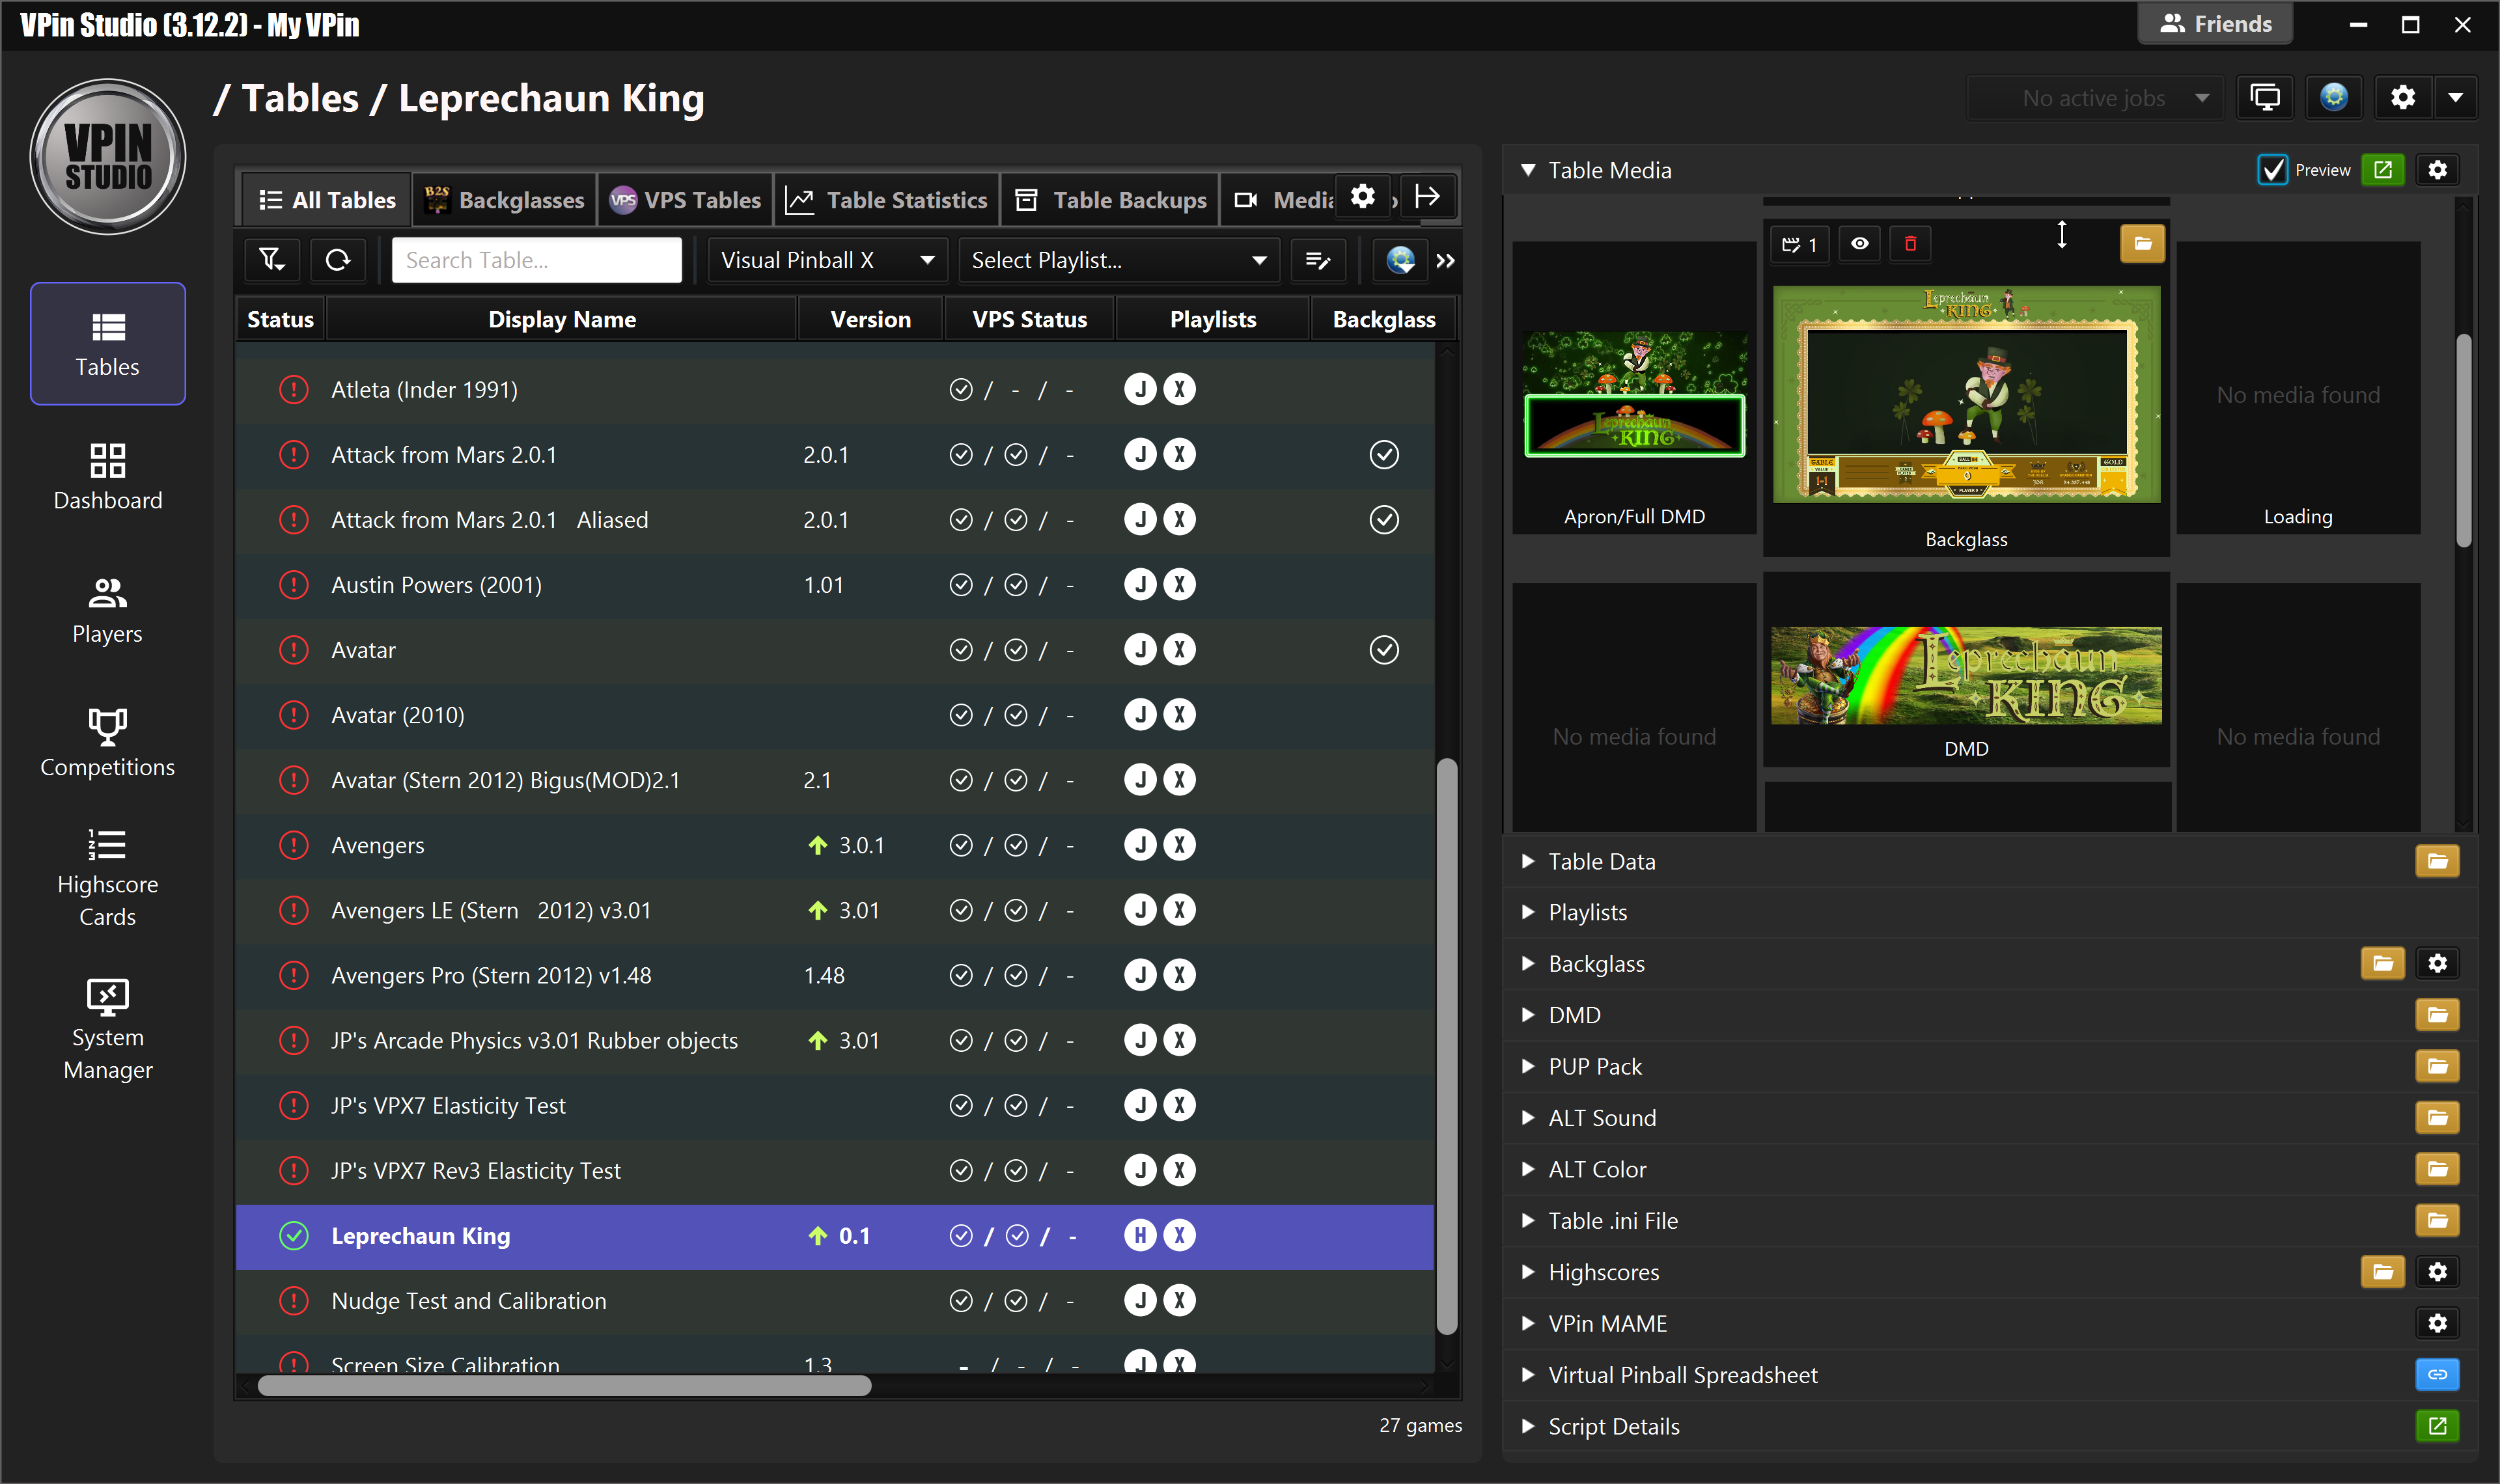 VPin Studio (3.12.2) - My VPin
Friends
VPIN STUDIO
/ Tables / Leprechaun King
No active jobs
Tables
Dashboard
Players
Competitions
Highscore
Cards
System
Manager
All Tables
B2S Backglasses
VPS VPS Tables
Table Statistics
Table Backups
Search Table...
Visual Pinball X
Select Playlist...
Status Display Name Version VPS Status Playlists Backglass
Atleta (Inder 1991) / - / - J X
Attack from Mars 2.0.1 2.0.1 / / - J X
Attack from Mars 2.0.1 Aliased 2.0.1 / / - J X
Austin Powers (2001) 1.01 / / - J X
Avatar / / - J X
Avatar (2010) / / - J X
Avatar (Stern 2012) Bigus(MOD)2.1 2.1 / / - J X
Avengers 3.0.1 / / - J X
Avengers LE (Stern 2012) v3.01 3.01 / / - J X
Avengers Pro (Stern 2012) v1.48 1.48 / / - J X
JP's Arcade Physics v3.01 Rubber objects 3.01 / / - J X
JP's VPX7 Elasticity Test / / - J X
JP's VPX7 Rev3 Elasticity Test / / - J X
Leprechaun King 0.1 / / - H X
Nudge Test and Calibration / / - J X
Screen Size Calibration 1.3 - / - / - J X
27 games
Table Media
Preview
1
Leprechaun
KING
Apron/Full DMD
Leprechaun
KING
Backglass
No media found
Loading
No media found
Leprechaun
KING
DMD
No media found
Table Data
Playlists
Backglass
DMD
PUP Pack
ALT Sound
ALT Color
Table .ini File
Highscores
VPin MAME
Virtual Pinball Spreadsheet
Script Details